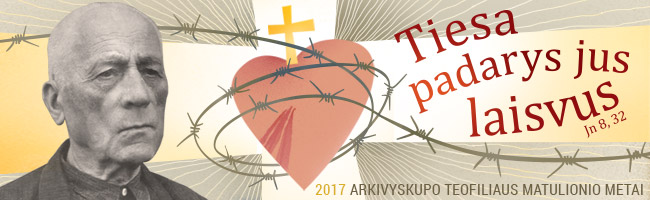 Tiesa
padarys jus
laisvus
Jn 8, 32
2017 ARKIVYSKUPO TEOFILIAUS MATULIONIO METAI